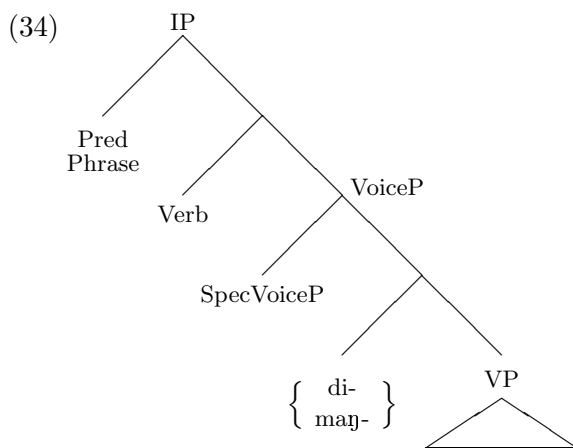 (34)
IP
Pred
Phrase
Verb
VoiceP
SpecVoiceP
{ di- }
maŋ-
VP